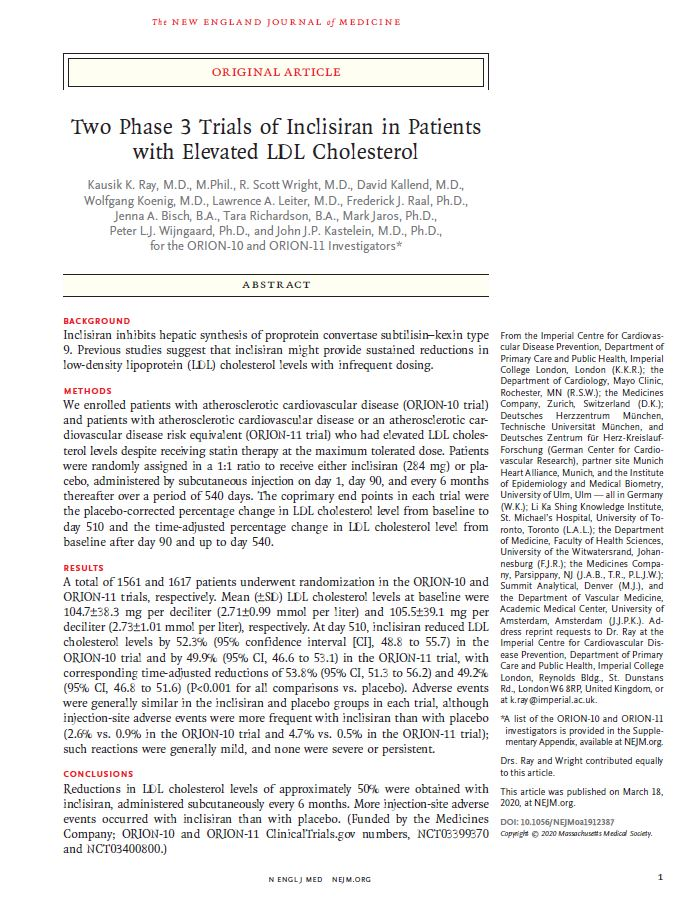 The NEW ENGLAND JOURNAL of MEDICINE
ORIGINAL ARTICLE
Two Phase 3 Trials of Inclisiran in Patients
with Elevated LDL Cholesterol
Kausik K. Ray, M.D., M.Phil., R. Scott Wright, M.D., David Kallend, M.D.,
Wolfgang Koenig, M.D., Lawrence A. Leiter, M.D., Frederick J. Raal, Ph.D.,
Jenna A. Bisch, B.A., Tara Richardson, B.A., Mark Jaros, Ph.D.,
Peter L.J. Wijngaard, Ph.D., and John J.P. Kastelein, M.D., Ph.D.,
for the ORION-10 and ORION-11 Investigators*
ABSTRACT
BACKGROUND
Inclisiran inhibits hepatic synthesis of proprotein convertase subtilisin–kexin type
9. Previous studies suggest that inclisiran might provide sustained reductions in
low-density lipoprotein (LDL) cholesterol levels with infrequent dosing.
METHODS
We enrolled patients with atherosclerotic cardiovascular disease (ORION-10 trial)
and patients with atherosclerotic cardiovascular disease or an atherosclerotic car-
diovascular disease risk equivalent (ORION-11 trial) who had elevated LDL choles-
terol levels despite receiving statin therapy at the maximum tolerated dose. Patients
were randomly assigned in a 1:1 ratio to receive either inclisiran (284 mg) or pla-
cebo, administered by subcutaneous injection on day 1, day 90, and every 6 months
thereafter over a period of 540 days. The coprimary end points in each trial were
the placebo-corrected percentage change in LDL cholesterol level from baseline to
day 510 and the time-adjusted percentage change in LDL cholesterol level from
baseline after day 90 and up to day 540.
RESULTS
A total of 1561 and 1617 patients underwent randomization in the ORION-10 and
ORION-11 trials, respectively. Mean (±SD) LDL cholesterol levels at baseline were
104.7±38.3 mg per deciliter (2.71±0.99 mmol per liter) and 105.5±39.1 mg per
deciliter (2.73±1.01 mmol per liter), respectively. At day 510, inclisiran reduced LDL
cholesterol levels by 52.3% (95% confidence interval [CI], 48.8 to 55.7) in the
ORION-10 trial and by 49.9% (95% CI, 46.6 to 53.1) in the ORION-11 trial, with
corresponding time-adjusted reductions of 53.8% (95% CI, 51.3 to 56.2) and 49.2%
(95% CI, 46.8 to 51.6) (P<0.001 for all comparisons vs. placebo). Adverse events
were generally similar in the inclisiran and placebo groups in each trial, although
injection-site adverse events were more frequent with inclisiran than with placebo
(2.6% vs. 0.9% in the ORION-10 trial and 4.7% vs. 0.5% in the ORION-11 trial);
such reactions were generally mild, and none were severe or persistent.
CONCLUSIONS
Reductions in LDL cholesterol levels of approximately 50% were obtained with
inclisiran, administered subcutaneously every 6 months. More injection-site adverse
events occurred with inclisiran than with placebo. (Funded by the Medicines
Company; ORION-10 and ORION-11 ClinicalTrials.gov numbers, NCT03399370
and NCT03400800.)
From the Imperial Centre for Cardiovas-
cular Disease Prevention, Department of
Primary Care and Public Health, Imperial
College London, London (K.K.R.); the
Department of Cardiology, Mayo Clinic,
Rochester, MN (R.S.W.); the Medicines
Company, Zurich, Switzerland (D.K.);
Deutsches Herzzentrum München,
Technische Universität München, and
Deutsches Zentrum für Herz-Kreislauf-
Forschung (German Center for Cardio-
vascular Research), partner site Munich
Heart Alliance, Munich, and the Institute
of Epidemiology and Medical Biometry,
University of Ulm, Ulm — all in Germany
(W.K.); Li Ka Shing Knowledge Institute,
St. Michael's Hospital, University of To-
ronto, Toronto (L.A.L.); the Department
of Medicine, Faculty of Health Sciences,
University of the Witwatersrand, Johan-
nesburg (F.J.R.); the Medicines Compa-
ny, Parsippany, NJ (J.A.B., T.R., P.L.J.W.);
Summit Analytical, Denver (M.J.), and
the Department of Vascular Medicine,
Academic Medical Center, University of
Amsterdam, Amsterdam (J.J.P.K.). Ad-
dress reprint requests to Dr. Ray at the
Imperial Centre for Cardiovascular Dis-
ease Prevention, Department of Primary
Care and Public Health, Imperial College
London, Reynolds Bldg., St. Dunstans
Rd., London W6 8RP, United Kingdom, or
at k.ray@imperial.ac.uk.
*A list of the ORION-10 and ORION-11
investigators is provided in the Supple-
mentary Appendix, available at NEJM.org.
Drs. Ray and Wright contributed equally
to this article.
This article was published on March 18,
2020, at NEJM.org.
DOI: 10.1056/NEJMoa1912387
Copyright © 2020 Massachusetts Medical Society.
N ENGL J MED NEJM.ORG
1